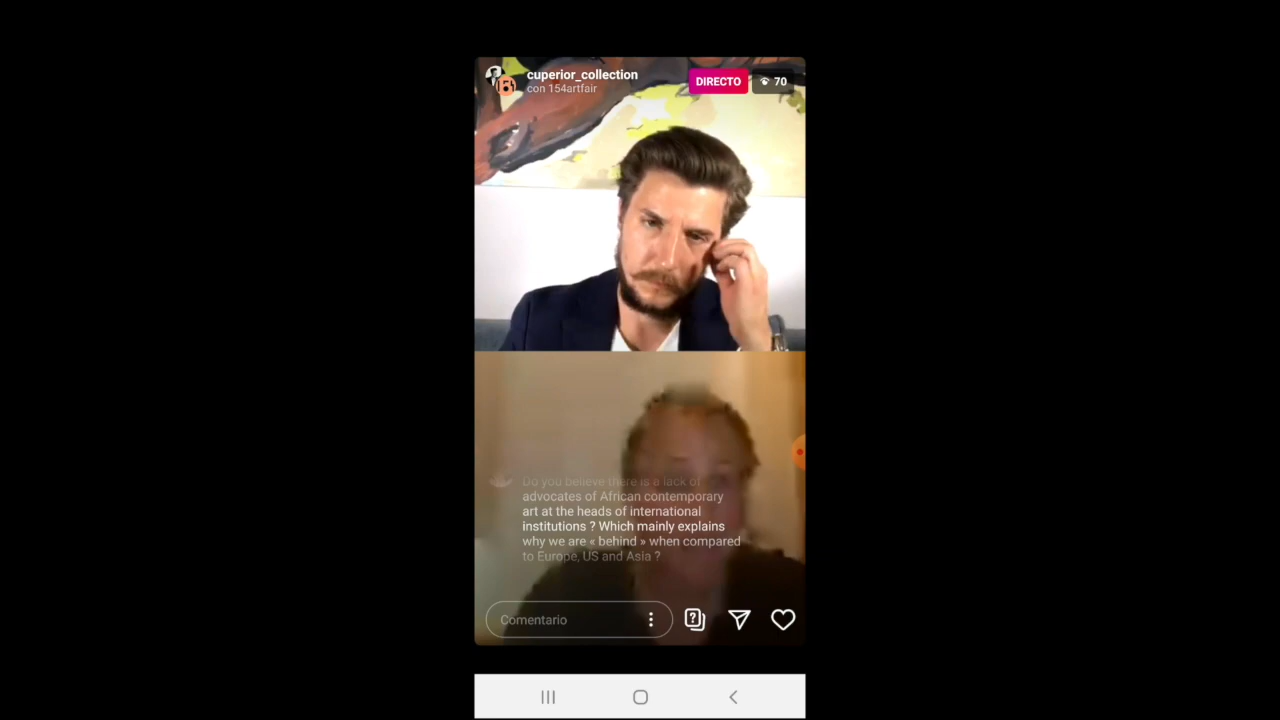 cuperior_collection
con 154artfair
DIRECTO
70
Do you believe there is a lack of
advocates of African contemporary
art at the heads of international
institutions ? Which mainly explains
why we are « behind » when compared
to Europe, US and Asia ?
Comentario